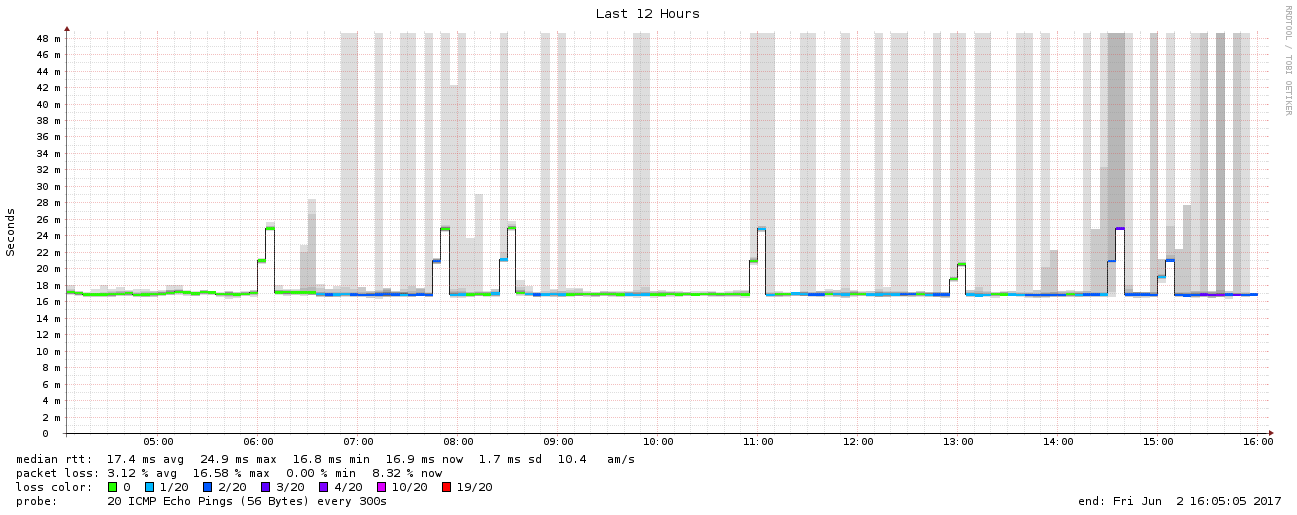 Last 12 Hours
RRDTOOL / TOBI OETIKER
Seconds
48 m
46 m
44 m
42 m
40 m
38 m
36 m
34 m
32 m
30 m
28 m
26 m
24 m
22 m
20 m
18 m
16 m
14 m
12 m
10 m
8 m
6 m
4 m
2 m
0
05:00 06:00 07:00 08:00 09:00 10:00 11:00 12:00 13:00 14:00 15:00 16:00
median rtt: 17.4 ms avg 24.9 ms max 16.8 ms min 16.9 ms now 1.7 ms sd 10.4 am/s
packet loss: 3.12 % avg 16.58 % max 0.00 % min 8.32 % now
loss color: 0 1/20 2/20 3/20 4/20 10/20 19/20
probe: 20 ICMP Echo Pings (56 Bytes) every 300s
end: Fri Jun 2 16:05:05 2017